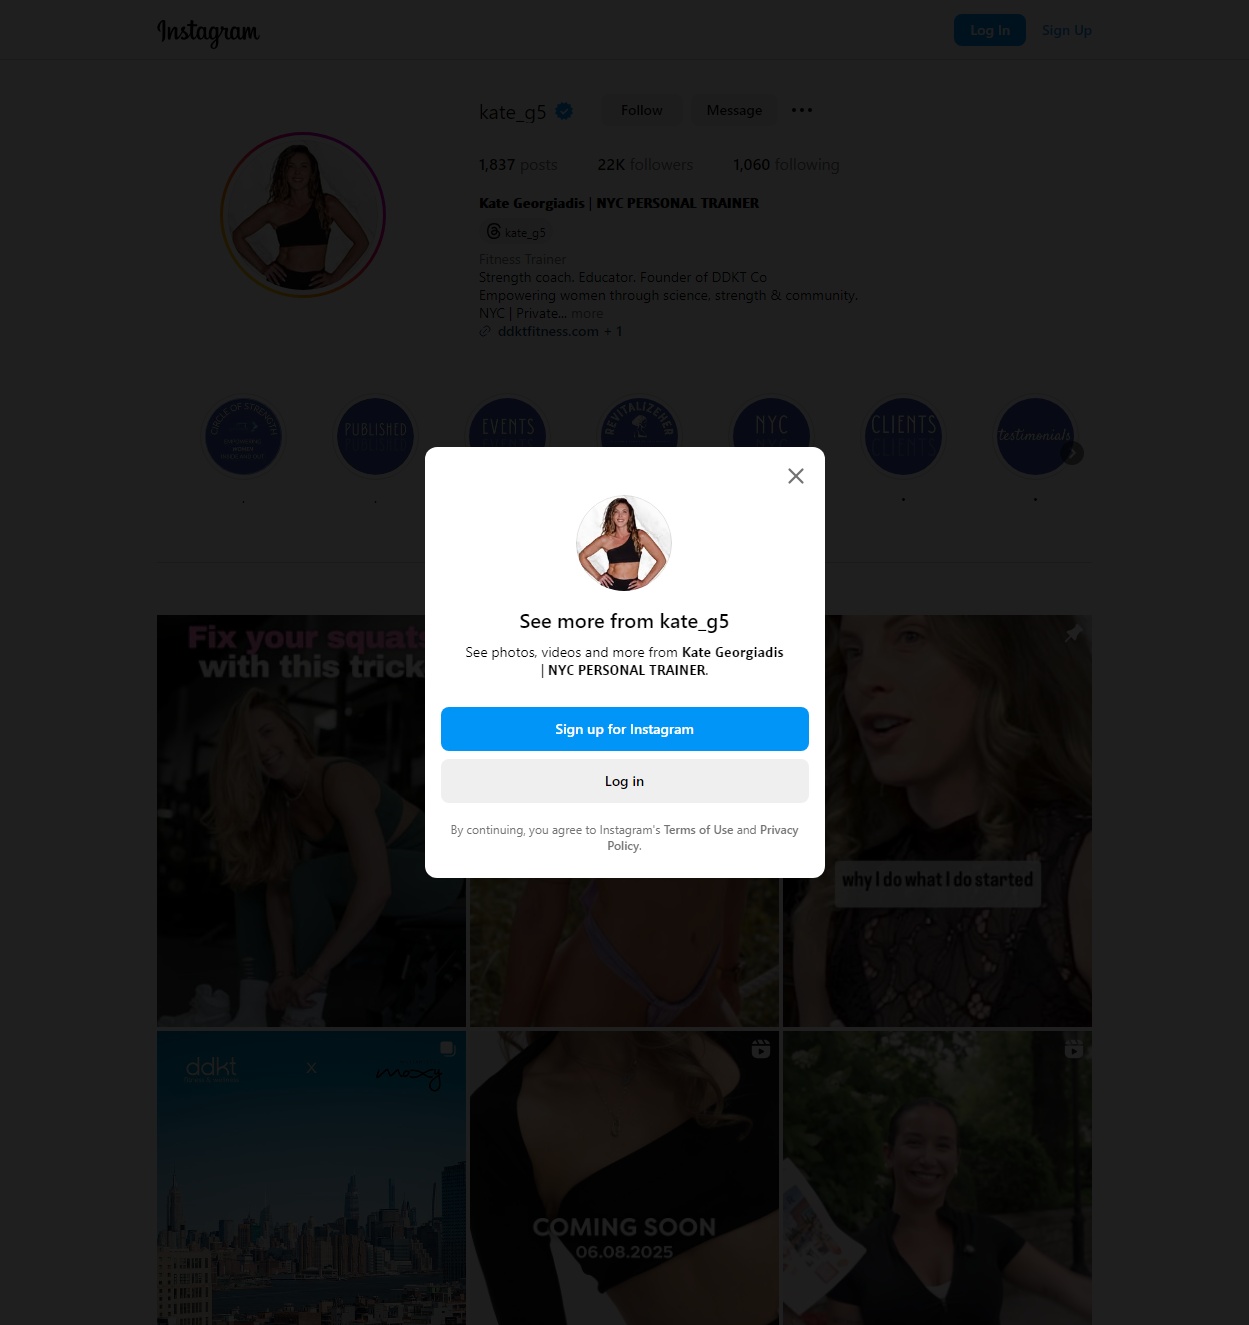 Instagram
Log In
Sign Up
kate_g5
Follow
Message
1,837 posts
22K followers
1,060 following
Kate Georgiadis | NYC PERSONAL TRAINER
kate_g5
Fitness Trainer
Strength coach. Educator. Founder of DDKT Co
Empowering women through science, strength & community.
NYC | Private... more
ddktfitness.com + 1
CIRCLE OF STRENGTH
PUBLISHED
EVENTS
REVITALIZEHER
NYC
CLIENTS
CLIENTS
testimonials
See more from kate_g5
See photos, videos and more from Kate Georgiadis
| NYC PERSONAL TRAINER.
Sign up for Instagram
Log in
By continuing, you agree to Instagram's Terms of Use and Privacy
Policy.
Fix your squats
with this trick
why I do what I do started
ddkt
X
moxy
COMING SOON
06.08.2025